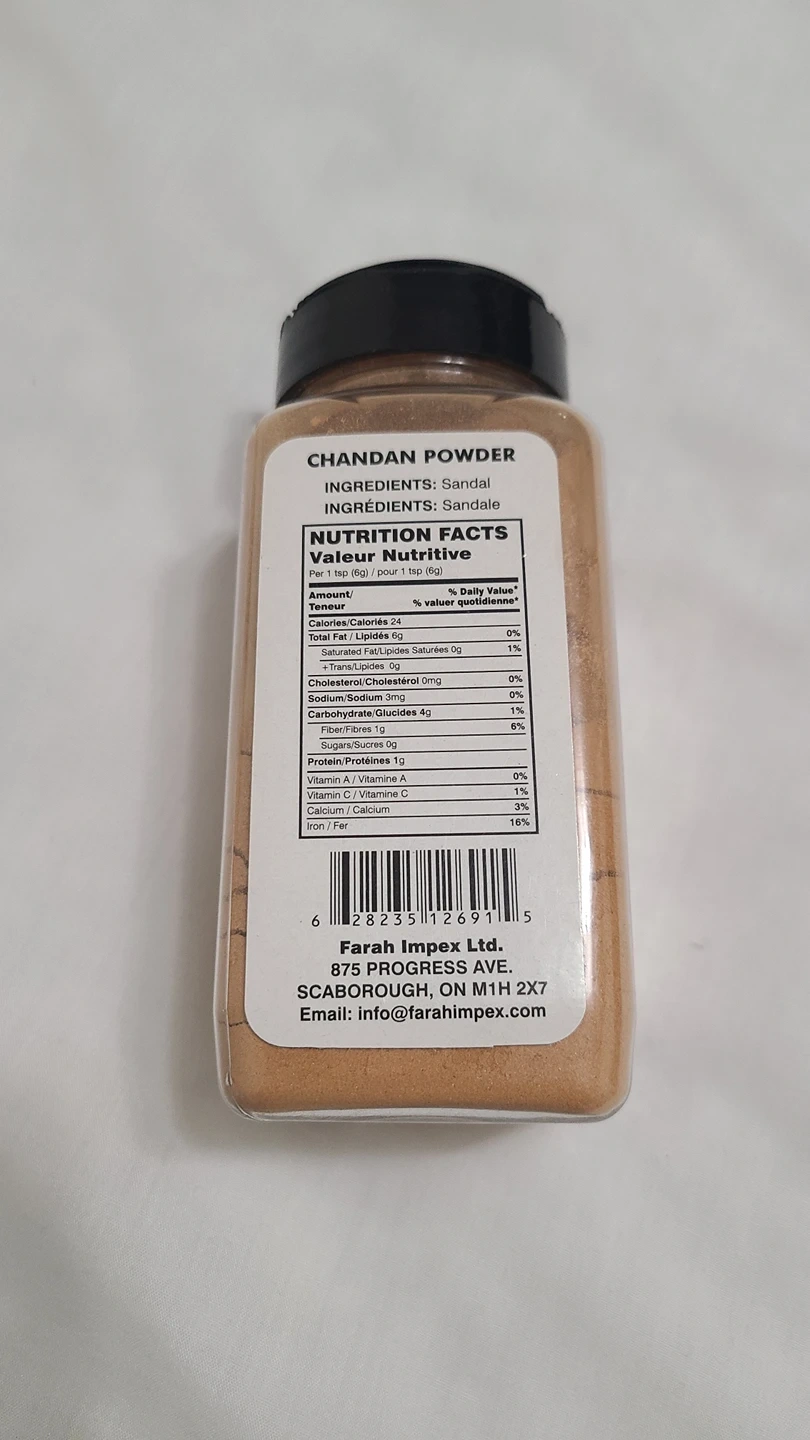 CHANDAN POWDER
INGREDIENTS: Sandal
INGRÉDIENTS: Sandale
NUTRITION FACTS
Valeur Nutritive
Per 1 tsp (6g) / pour 1 tsp (6g)
Amount/ % Daily Value*
Teneur % valuer quotidienne*
Calories/Caloriés 24
Total Fat / Lipidés 6g 0%
Saturated Fat/Lipides Saturées 0g 1%
+Trans/Lipides 0g
Cholesterol/Cholestérol 0mg 0%
Sodium/Sodium 3mg 0%
Carbohydrate/Glucides 4g 1%
Fiber/Fibres 1g 6%
Sugars/Sucres 0g
Protein/Protéines 1g
Vitamin A / Vitamine A 0%
Vitamin C / Vitamine C 1%
Calcium / Calcium 3%
Iron / Fer 16%
6 28235 12691 5
Farah Impex Ltd.
875 PROGRESS AVE.
SCABOROUGH, ON M1H 2X7
Email: info@farahimpex.com